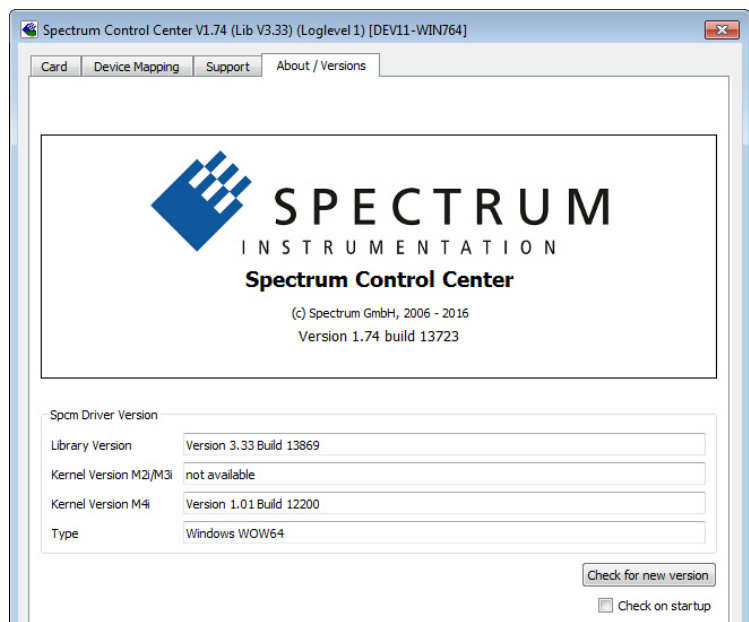 Spectrum Control Center V1.74 (Lib V3.33) (Loglevel 1) [DEV11-WIN764]
Card Device Mapping Support About / Versions
SPECTRUM
INSTRUMENTATION
Spectrum Control Center
(c) Spectrum GmbH, 2006 - 2016
Version 1.74 build 13723
Spcm Driver Version
Library Version Version 3.33 Build 13869
Kernel Version M2i/M3i not available
Kernel Version M4i Version 1.01 Build 12200
Type Windows WOW64
Check for new version
Check on startup